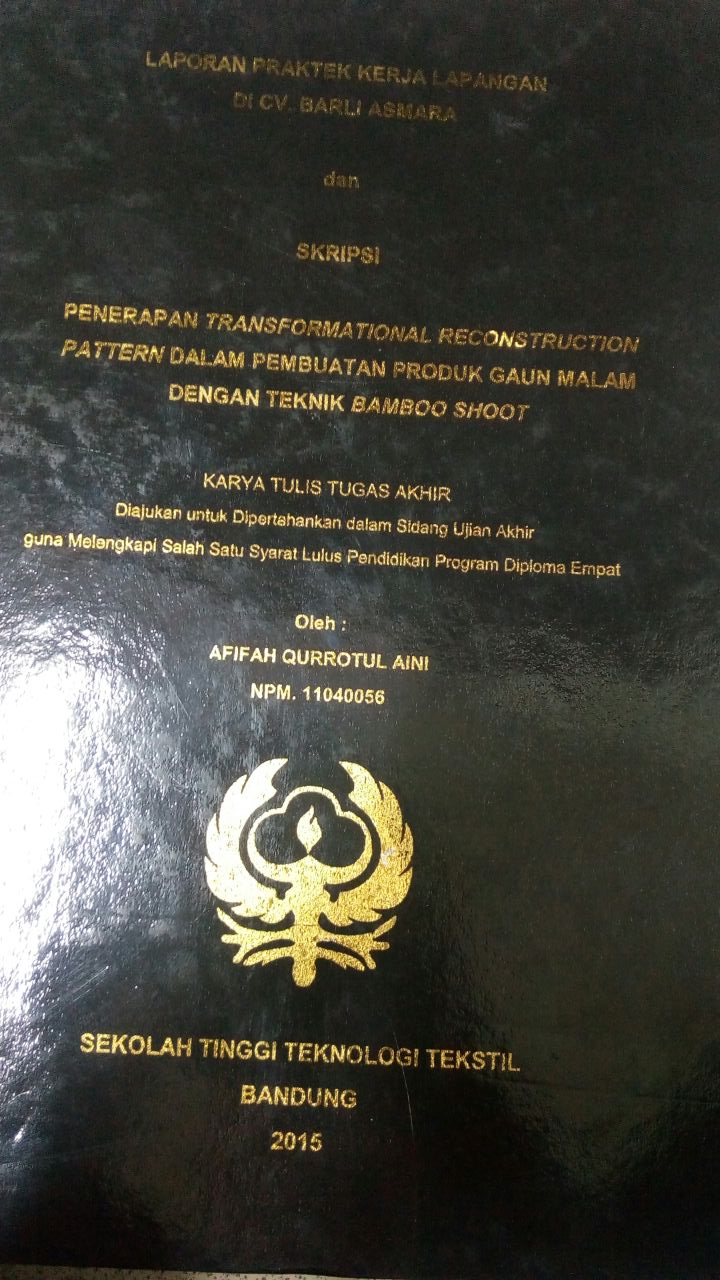 LAPORAN PRAKTEK KERJA LAPANGAN
DI CV. BARLI ASMARA
dan
SKRIPSI
PENERAPAN TRANSFORMATIONAL RECONSTRUCTION
PATTERN DALAM PEMBUATAN PRODUK GAUN MALAM
DENGAN TEKNIK BAMBOO SHOOT
KARYA TULIS TUGAS AKHIR
Diajukan untuk Dipertahankan dalam Sidang Ujian Akhir
guna Melengkapi Salah Satu Syarat Lulus Pendidikan Program Diploma Empat
Oleh :
AFIFAH QURROTUL AINI
NPM. 11040056
SEKOLAH TINGGI TEKNOLOGI TEKSTIL
BANDUNG
2015